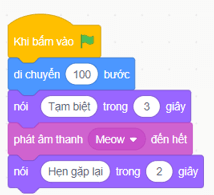 Khi bấm vào
di chuyển 100 bước
nói Tạm biệt trong 3 giây
phát âm thanh Meow đến hết
nói Hẹn gặp lại trong 2 giây